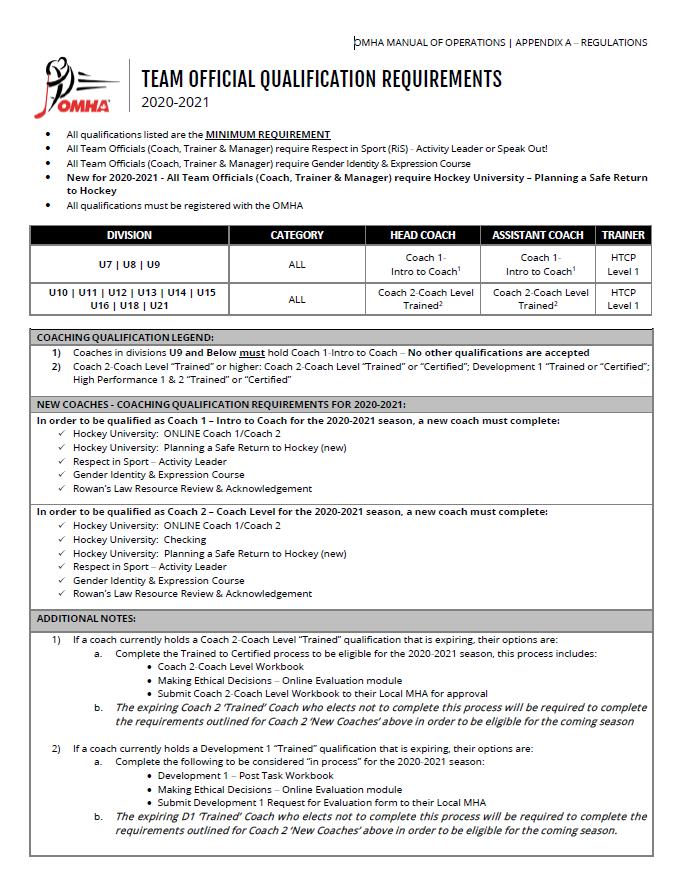 OMHA MANUAL OF OPERATIONS | APPENDIX A – REGULATIONS
OMHA
TEAM OFFICIAL QUALIFICATION REQUIREMENTS
2020-2021
• All qualifications listed are the MINIMUM REQUIREMENT
• All Team Officials (Coach, Trainer & Manager) require Respect in Sport (RiS) - Activity Leader or Speak Out!
• All Team Officials (Coach, Trainer & Manager) require Gender Identity & Expression Course
• New for 2020-2021 - All Team Officials (Coach, Trainer & Manager) require Hockey University – Planning a Safe Return
to Hockey
• All qualifications must be registered with the OMHA
DIVISION CATEGORY HEAD COACH ASSISTANT COACH TRAINER
U7 | U8 | U9 ALL Coach 1- Intro to Coach¹ Coach 1- Intro to Coach¹ HTCP Level 1
U10 | U11 | U12 | U13 | U14 | U15 U16 | U18 | U21 ALL Coach 2-Coach Level Trained² Coach 2-Coach Level Trained² HTCP Level 1
COACHING QUALIFICATION LEGEND:
1) Coaches in divisions U9 and Below must hold Coach 1-Intro to Coach – No other qualifications are accepted
2) Coach 2-Coach Level “Trained” or higher: Coach 2-Coach Level “Trained” or “Certified”; Development 1 “Trained or “Certified”;
High Performance 1 & 2 “Trained” or “Certified”
NEW COACHES - COACHING QUALIFICATION REQUIREMENTS FOR 2020-2021:
In order to be qualified as Coach 1 – Intro to Coach for the 2020-2021 season, a new coach must complete:
✓ Hockey University: ONLINE Coach 1/Coach 2
✓ Hockey University: Planning a Safe Return to Hockey (new)
✓ Respect in Sport – Activity Leader
✓ Gender Identity & Expression Course
✓ Rowan’s Law Resource Review & Acknowledgement
In order to be qualified as Coach 2 – Coach Level for the 2020-2021 season, a new coach must complete:
✓ Hockey University: ONLINE Coach 1/Coach 2
✓ Hockey University: Checking
✓ Hockey University: Planning a Safe Return to Hockey (new)
✓ Respect in Sport – Activity Leader
✓ Gender Identity & Expression Course
✓ Rowan’s Law Resource Review & Acknowledgement
ADDITIONAL NOTES:
1) If a coach currently holds a Coach 2-Coach Level “Trained” qualification that is expiring, their options are:
a. Complete the Trained to Certified process to be eligible for the 2020-2021 season, this process includes:
• Coach 2-Coach Level Workbook
• Making Ethical Decisions – Online Evaluation module
• Submit Coach 2-Coach Level Workbook to their Local MHA for approval
b. The expiring Coach 2 ‘Trained’ Coach who elects not to complete this process will be required to complete
the requirements outlined for Coach 2 ‘New Coaches’ above in order to be eligible for the coming season
2) If a coach currently holds a Development 1 “Trained” qualification that is expiring, their options are:
a. Complete the following to be considered “in process” for the 2020-2021 season:
• Development 1 – Post Task Workbook
• Making Ethical Decisions – Online Evaluation module
• Submit Development 1 Request for Evaluation form to their Local MHA
b. The expiring D1 ‘Trained’ Coach who elects not to complete this process will be required to complete the
requirements outlined for Coach 2 ‘New Coaches’ above in order to be eligible for the coming season.